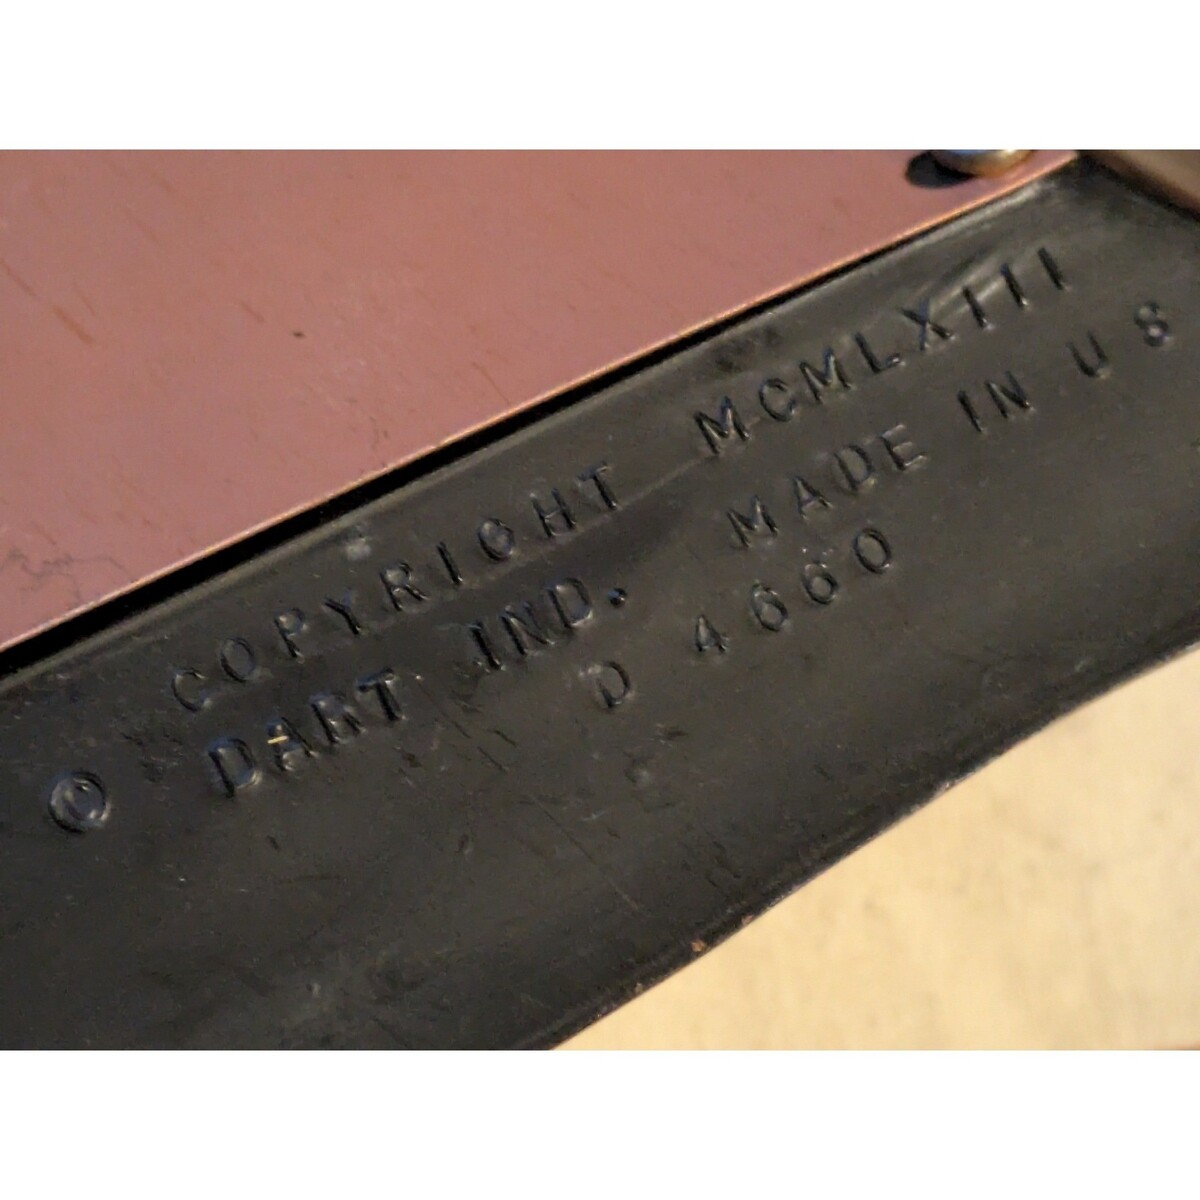 COPYRIGHT MCMLXIII
© DART IND. MADE IN U S
D 4660